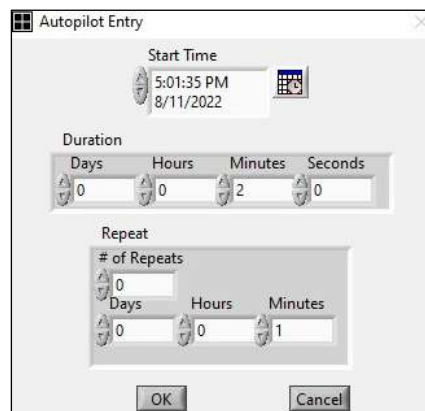 Autopilot Entry
Start Time
5:01:35 PM
8/11/2022
Duration
Days Hours Minutes Seconds
0 0 2 0
Repeat
# of Repeats
0
Days Hours Minutes
0 0 1
OK Cancel